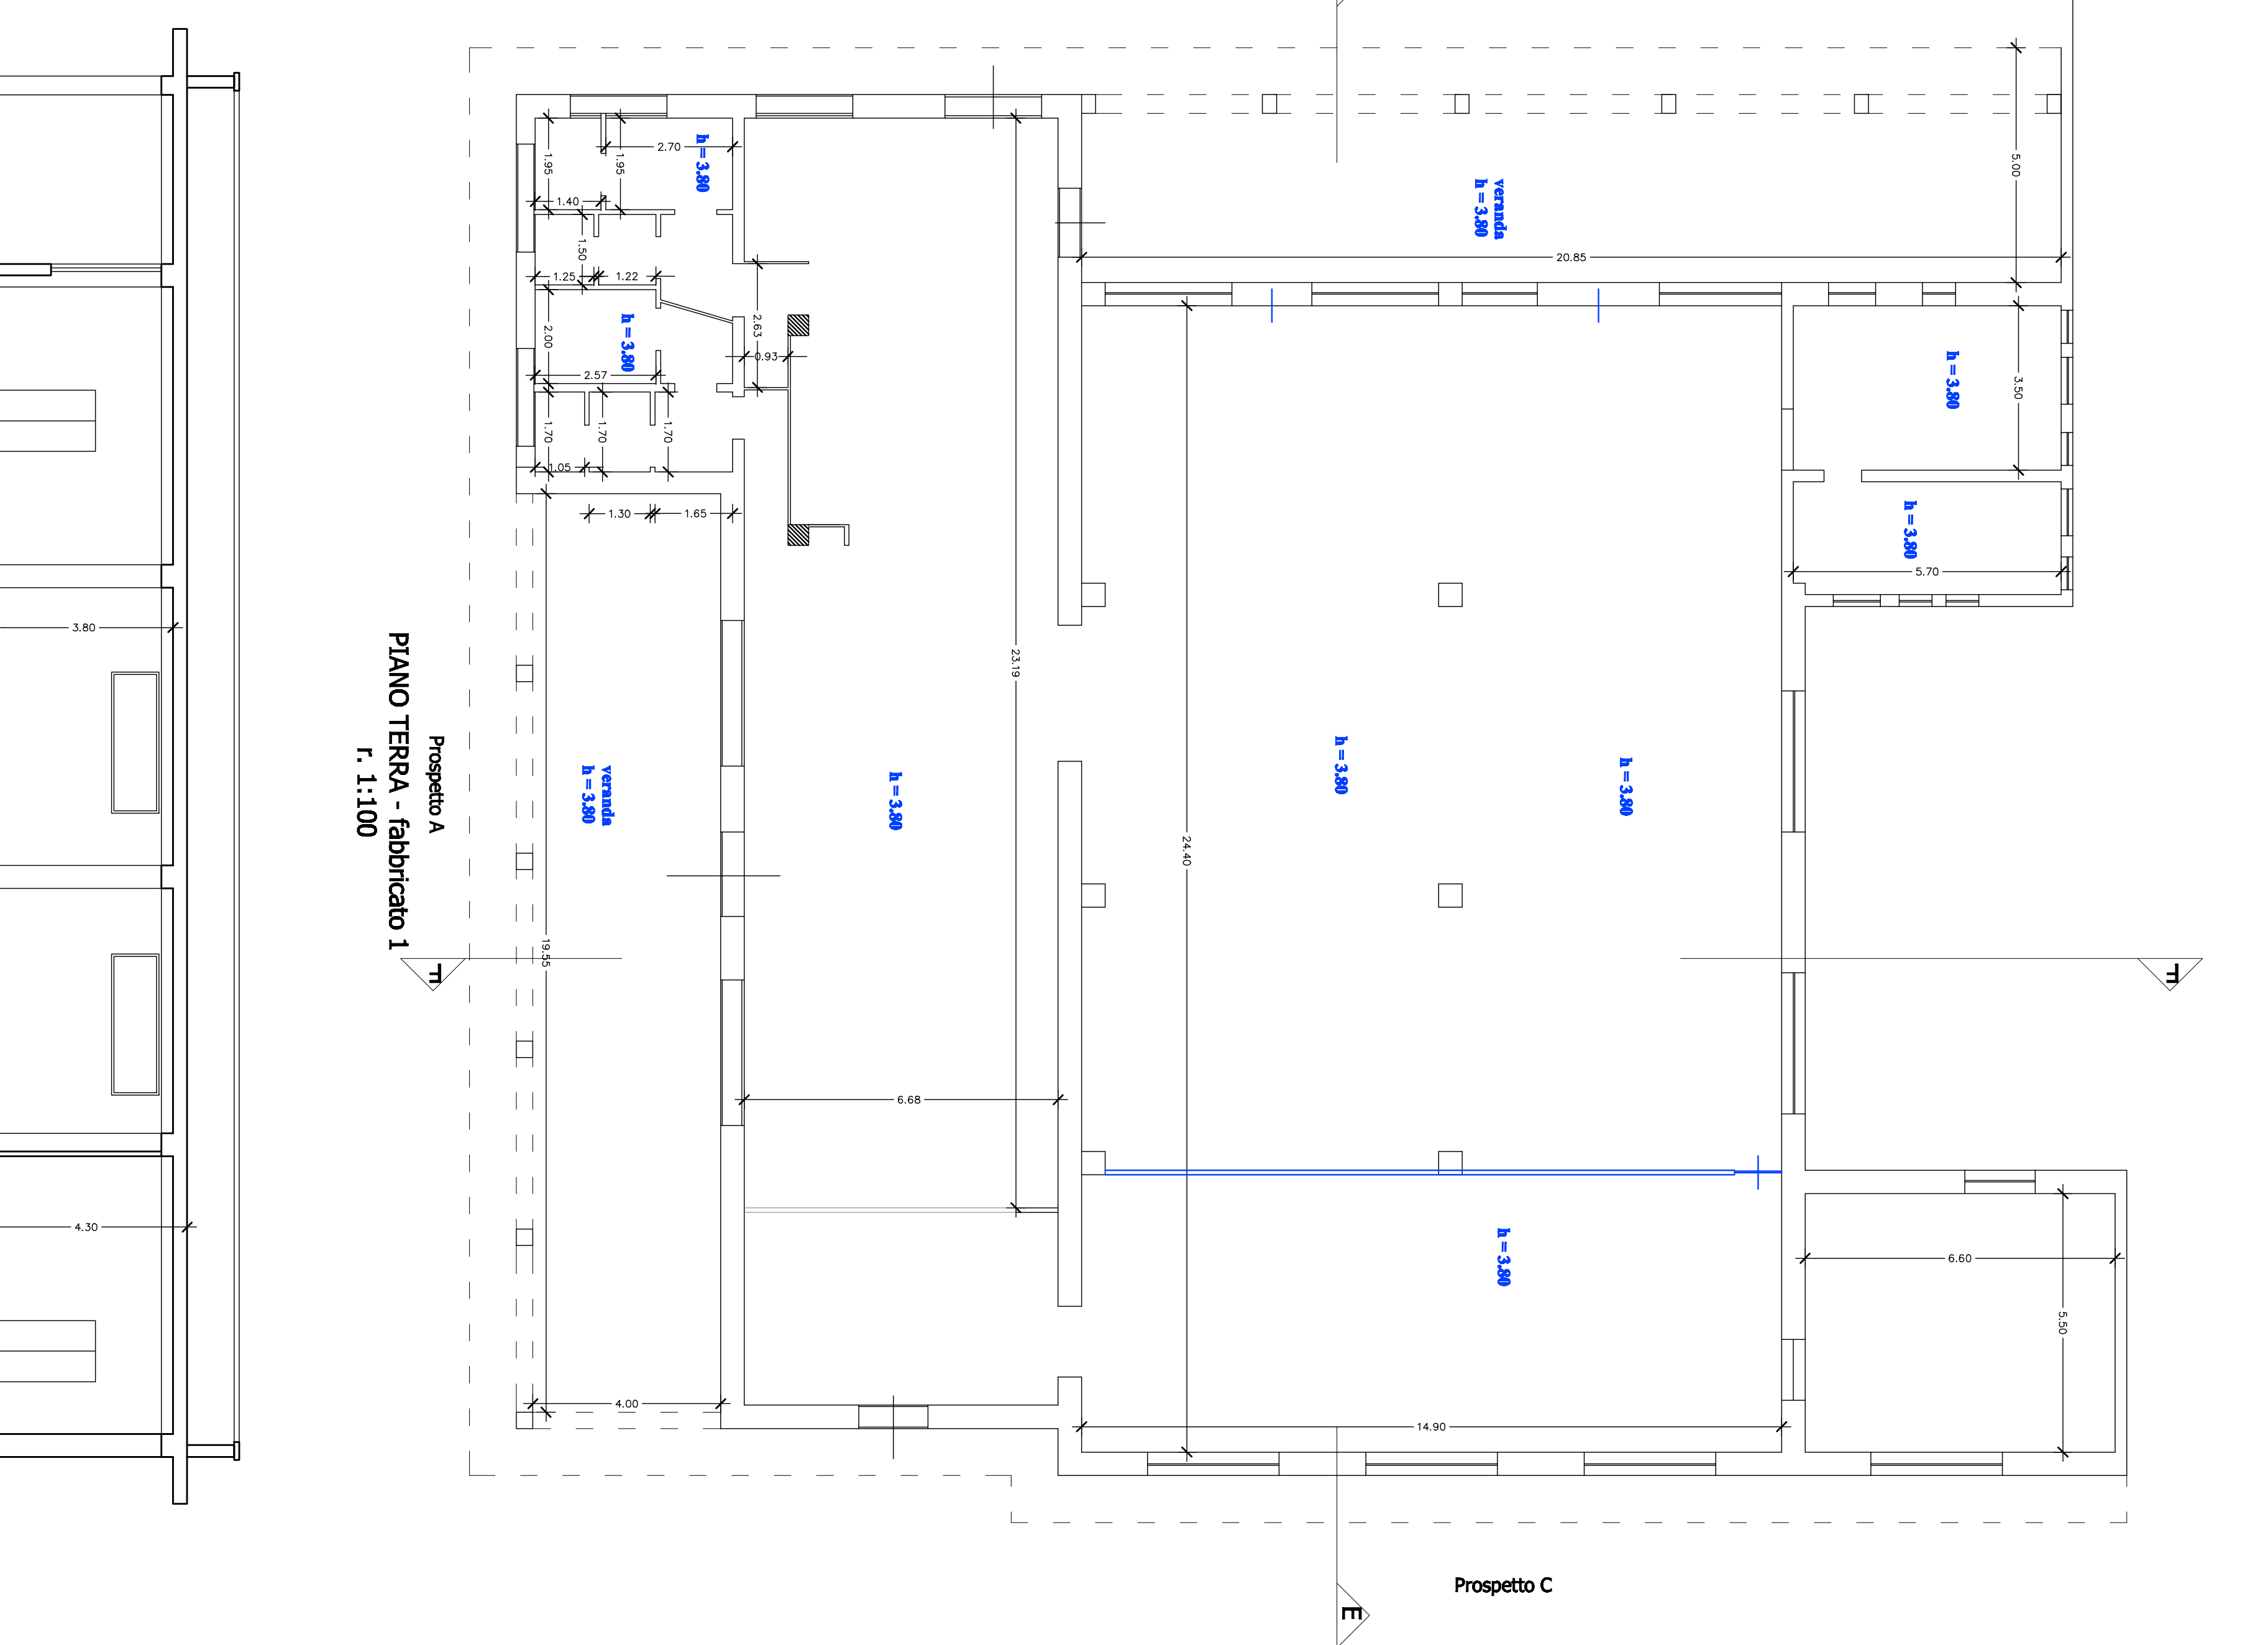 5.00
2.70
1.95
1.95
h = 3.80
1.40
veranda
h = 3.80
20.85
1.50
1.25
1.22
2.63
2.00
h = 3.80
0.93
2.57
h = 3.80
3.50
1.70
1.70
1.70
1.05
1.30
1.65
h = 3.80
5.70
3.80
23.19
Prospetto A
PIANO TERRA - fabbricato 1
r. 1:100
veranda
h = 3.80
h = 3.80
h = 3.80
h = 3.80
24.40
19.55
F
F
6.68
4.30
h = 3.80
6.60
5.50
4.00
14.90
Prospetto C
E